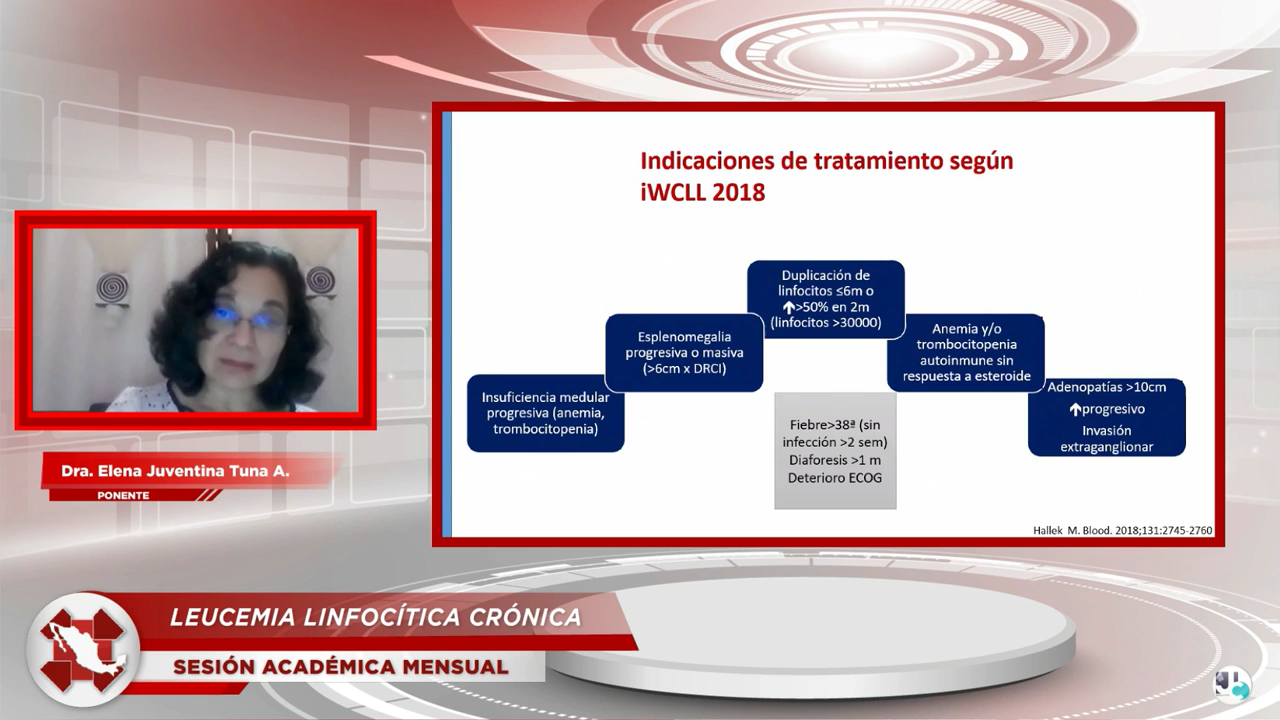 Indicaciones de tratamiento según
iWCLL 2018
Duplicación de
linfocitos ≤6m o
↑>50% en 2m
(linfocitos >30000)
Esplenomegalia
progresiva o masiva
(>6cm x DRCI)
Anemia y/o
trombocitopenia
autoinmune sin
respuesta a esteroide
Insuficiencia medular
progresiva (anemia,
trombocitopenia)
Adenopatías >10cm
↑progresivo
Invasión
extraganglionar
Fiebre>38ª (sin
infección >2 sem)
Diaforesis >1 m
Deterioro ECOG
Hallek M. Blood. 2018;131:2745-2760
Dra. Elena Juventina Tuna A.
PONENTE
LEUCEMIA LINFOCÍTICA CRÓNICA
SESIÓN ACADÉMICA MENSUAL